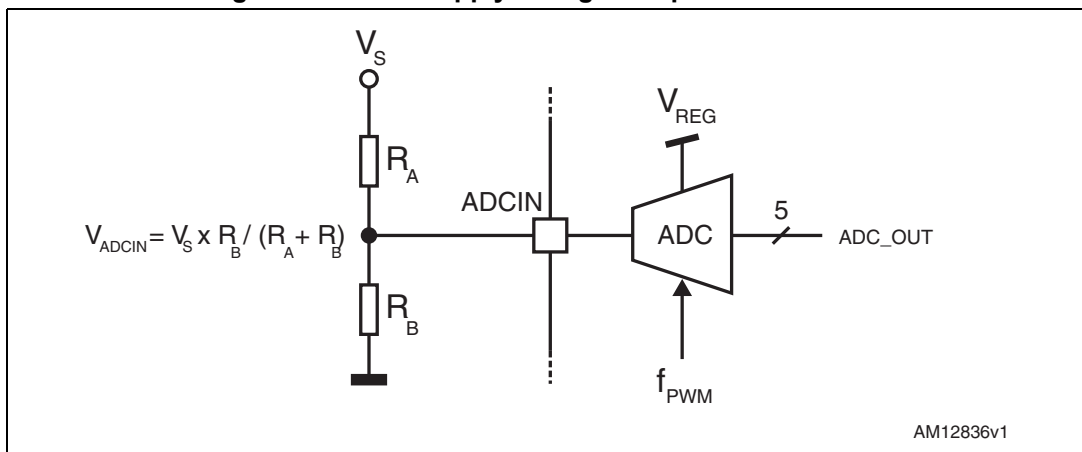 V_S
R_A
V_REG
ADCIN
5
V_ADCIN = V_S x R_B / (R_A + R_B)
ADC
ADC_OUT
R_B
f_PWM
AM12836v1